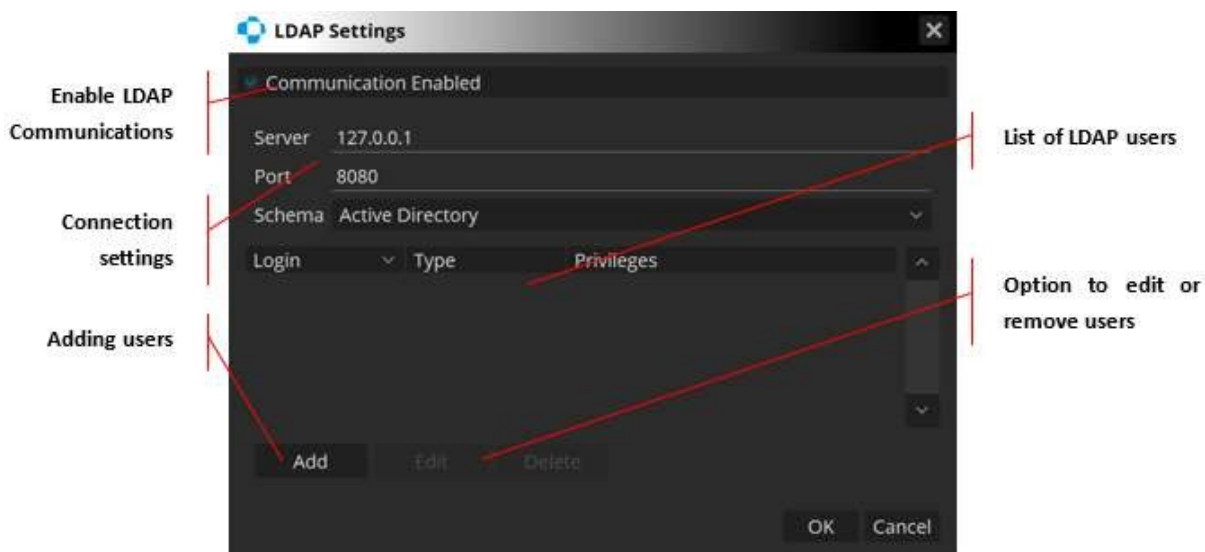 LDAP Settings
Communication Enabled
Enable LDAP
Communications
Server 127.0.0.1
List of LDAP users
Port 8080
Connection
settings
Schema Active Directory
Login Type Privileges
Option to edit or
remove users
Adding users
Add Edit Delete
OK Cancel